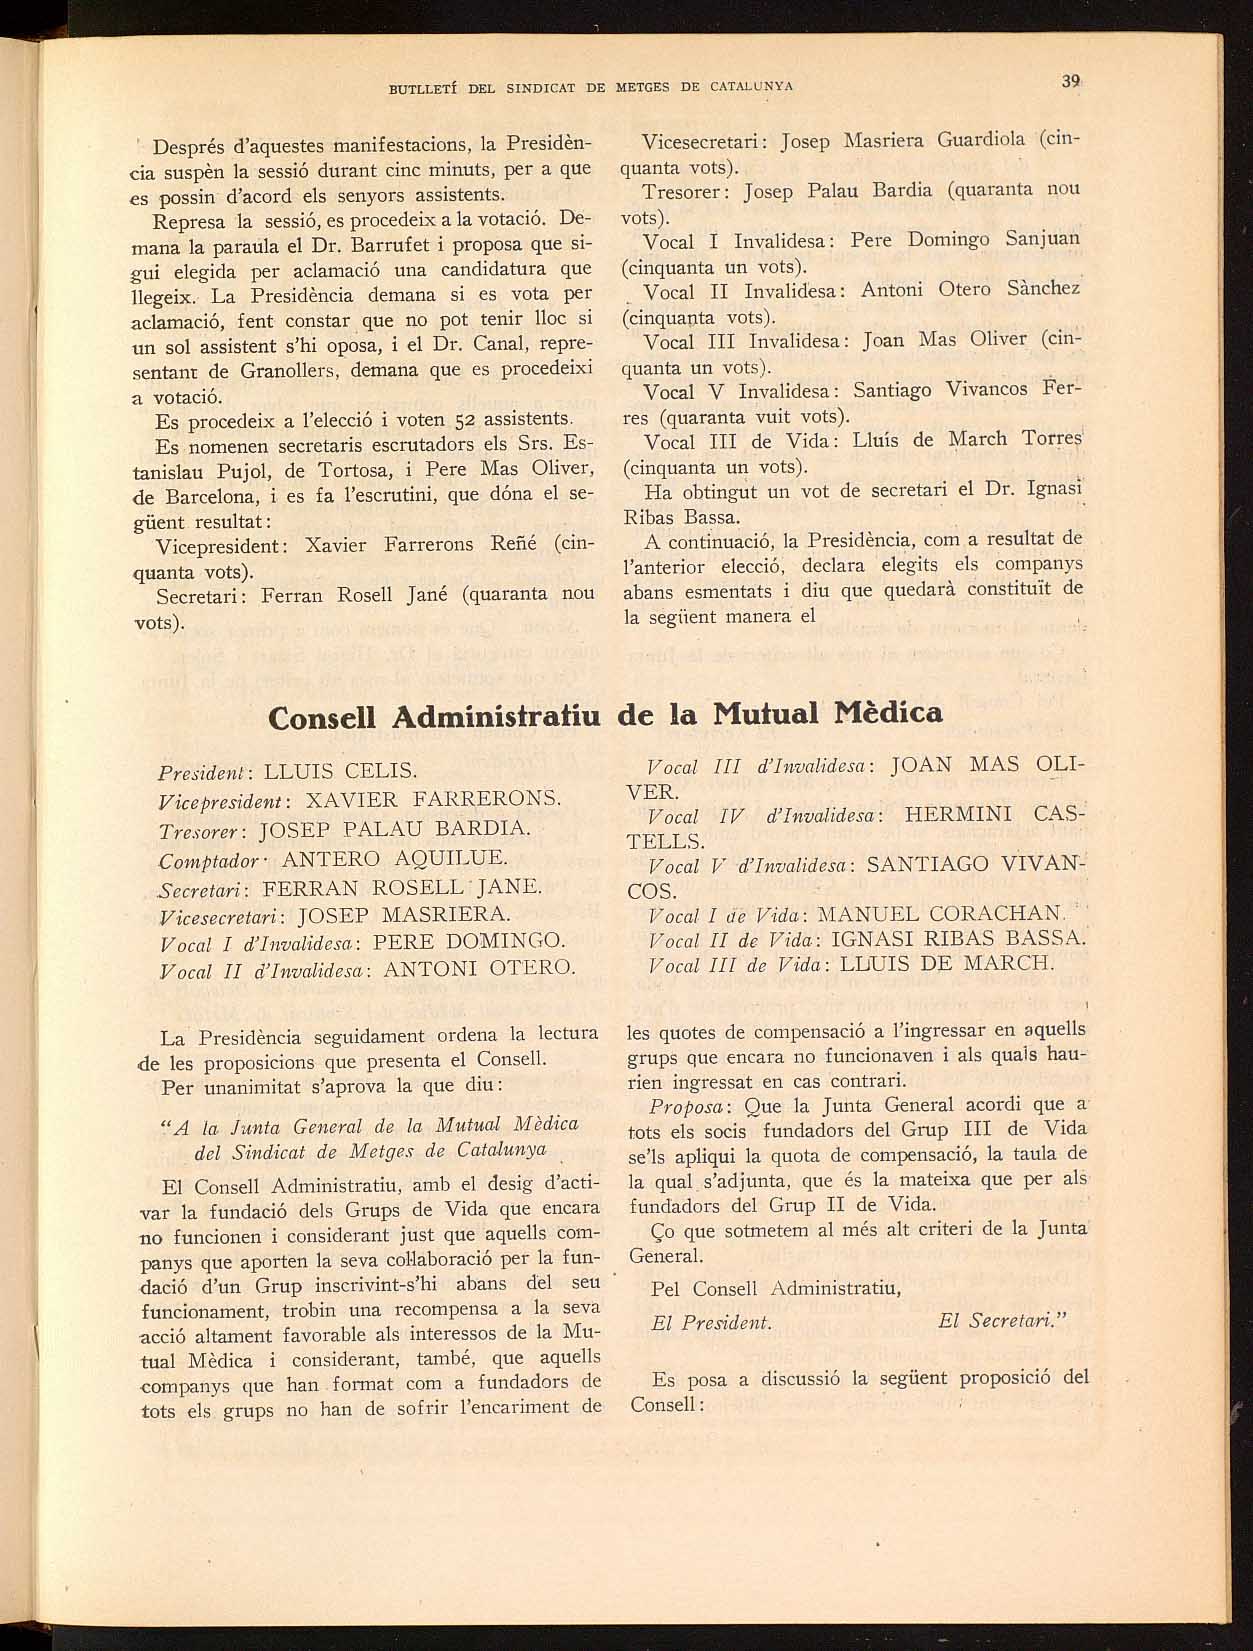 BUTLLETÍ DEL SINDICAT DE METGES DE CATALUNYA
39
Després d'aquestes manifestacions, la Presidèn-
cia suspèn la sessió durant cinc minuts, per a que
es possin d'acord els senyors assistents.
Represa la sessió, es procedeix a la votació. De-
mana la paraula el Dr. Barrufet i proposa que si-
gui elegida per aclamació una candidatura que
llegeix. La Presidència demana si es vota per
aclamació, fent constar que no pot tenir lloc si
un sol assistent s'hi oposa, i el Dr. Canal, repre-
sentant de Granollers, demana que es procedeixi
a votació.
Es procedeix a l'elecció i voten 52 assistents.
Es nomenen secretaris escrutadors els Srs. Es-
tanislau Pujol, de Tortosa, i Pere Mas Oliver,
de Barcelona, i es fa l'escrutini, que dóna el se-
güent resultat:
Vicepresident: Xavier Farrerons Reñé (cin-
quanta vots).
Secretari: Ferran Rosell Jané (quaranta nou
vots).
Vicesecretari: Josep Masriera Guardiola (cin-
quanta vots).
Tresorer: Josep Palau Bardia (quaranta nou
vots).
Vocal I Invalidesa: Pere Domingo Sanjuan
(cinquanta un vots).
Vocal II Invalidesa: Antoni Otero Sànchez
(cinquanta vots).
Vocal III Invalidesa: Joan Mas Oliver (cin-
quanta un vots).
Vocal V Invalidesa: Santiago Vivancos Fer-
res (quaranta vuit vots).
Vocal III de Vida: Lluís de March Torres
(cinquanta un vots).
Ha obtingut un vot de secretari el Dr. Ignasi
Ribas Bassa.
A continuació, la Presidència, com a resultat de
l'anterior elecció, declara elegits els companys
abans esmentats i diu que quedarà constituït de
la següent manera el
Consell Administratiu de la Mutual Mèdica
President: LLUIS CELIS.
Vicepresident: XAVIER FARRERONS.
Tresorer: JOSEP PALAU BARDIA.
Comptador· ANTERO AQUILUE.
Secretari: FERRAN ROSELL JANE.
Vicesecretari: JOSEP MASRIERA.
Vocal I d'Invalidesa: PERE DOMINGO.
Vocal II d'Invalidesa: ANTONI OTERO.
Vocal III d'Invalidesa: JOAN MAS OLI-
VER.
Vocal IV d'Invalidesa: HERMINI CAS-
TELLS.
Vocal V d'Invalidesa: SANTIAGO VIVAN-
COS.
Vocal I de Vida: MANUEL CORACHAN.
Vocal II de Vida: IGNASI RIBAS BASSA.
Vocal III de Vida: LLUIS DE MARCH.
La Presidència seguidament ordena la lectura
de les proposicions que presenta el Consell.
Per unanimitat s'aprova la que diu:
"A la Junta General de la Mutual Mèdica
del Sindicat de Metges de Catalunya
El Consell Administratiu, amb el desig d'acti-
var la fundació dels Grups de Vida que encara
no funcionen i considerant just que aquells com-
panys que aporten la seva col·laboració per la fun-
dació d'un Grup inscrivint-s'hi abans del seu
funcionament, trobin una recompensa a la seva
acció altament favorable als interessos de la Mu-
tual Mèdica i considerant, també, que aquells
companys que han format com a fundadors de
tots els grups no han de sofrir l'encariment de
les quotes de compensació a l'ingressar en aquells
grups que encara no funcionaven i als quals hau-
rien ingressat en cas contrari.
Proposa: Que la Junta General acordi que a
tots els socis fundadors del Grup III de Vida
se'ls apliqui la quota de compensació, la taula de
la qual s'adjunta, que és la mateixa que per als
fundadors del Grup II de Vida.
Ço que sotmetem al més alt criteri de la Junta
General.
Pel Consell Administratiu,
El President. El Secretari."
Es posa a discussió la següent proposició del
Consell: